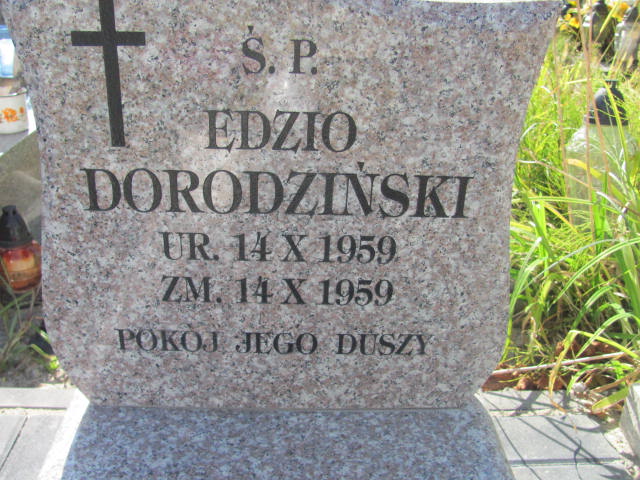 Ś. P.
EDZIO
DORODZIŃSKI
UR. 14 X 1959
ZM. 14 X 1959
POKÓJ JEGO DUSZY